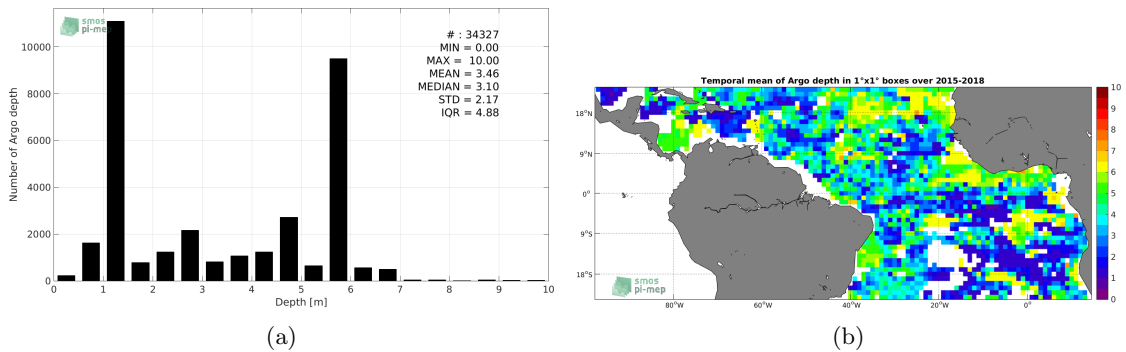 smos
pi-mep
# : 34327
MIN = 0.00
MAX = 10.00
MEAN = 3.46
MEDIAN = 3.10
STD = 2.17
IQR = 4.88
Number of Argo depth
10000
8000
6000
4000
2000
0
0 1 2 3 4 5 6 7 8 9 10
Depth [m]
(a)
Temporal mean of Argo depth in 1°x1° boxes over 2015-2018
18°N
9°N
0°
9°S
18°S
80°W 60°W 40°W 20°W 0°
10
9
8
7
6
5
4
3
2
1
0
smos
pi-mep
(b)